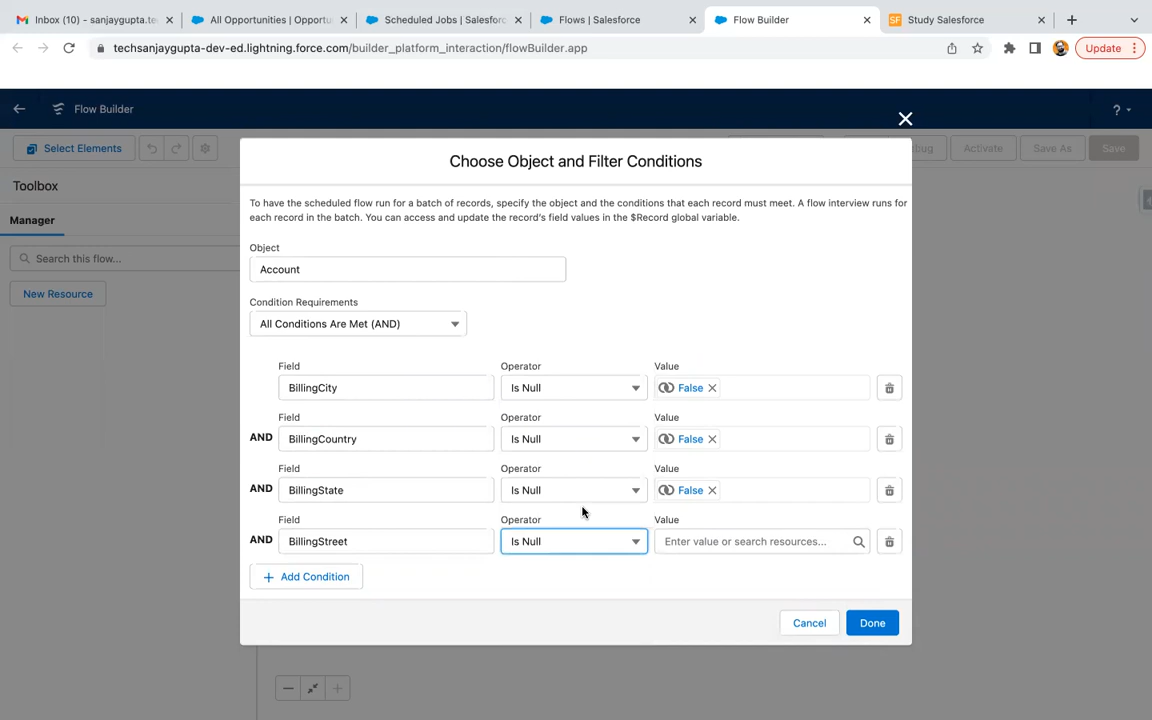 Inbox (10) - sanjaygupta.te
All Opportunities | Opportu
Scheduled Jobs | Salesforc
Flows | Salesforce
Flow Builder
SF Study Salesforce
techsanjaygupta-dev-ed.lightning.force.com/builder_platform_interaction/flowBuilder.app
Update
Flow Builder
?
Select Elements
bug
Activate
Save As
Save
Toolbox
Manager
Search this flow...
New Resource
Choose Object and Filter Conditions
To have the scheduled flow run for a batch of records, specify the object and the conditions that each record must meet. A flow interview runs for
each record in the batch. You can access and update the record's field values in the $Record global variable.
Object
Account
Condition Requirements
All Conditions Are Met (AND)
Field Operator Value
BillingCity Is Null False
Field Operator Value
AND BillingCountry Is Null False
Field Operator Value
AND BillingState Is Null False
Field Operator Value
AND BillingStreet Is Null Enter value or search resources...
+ Add Condition
Cancel Done